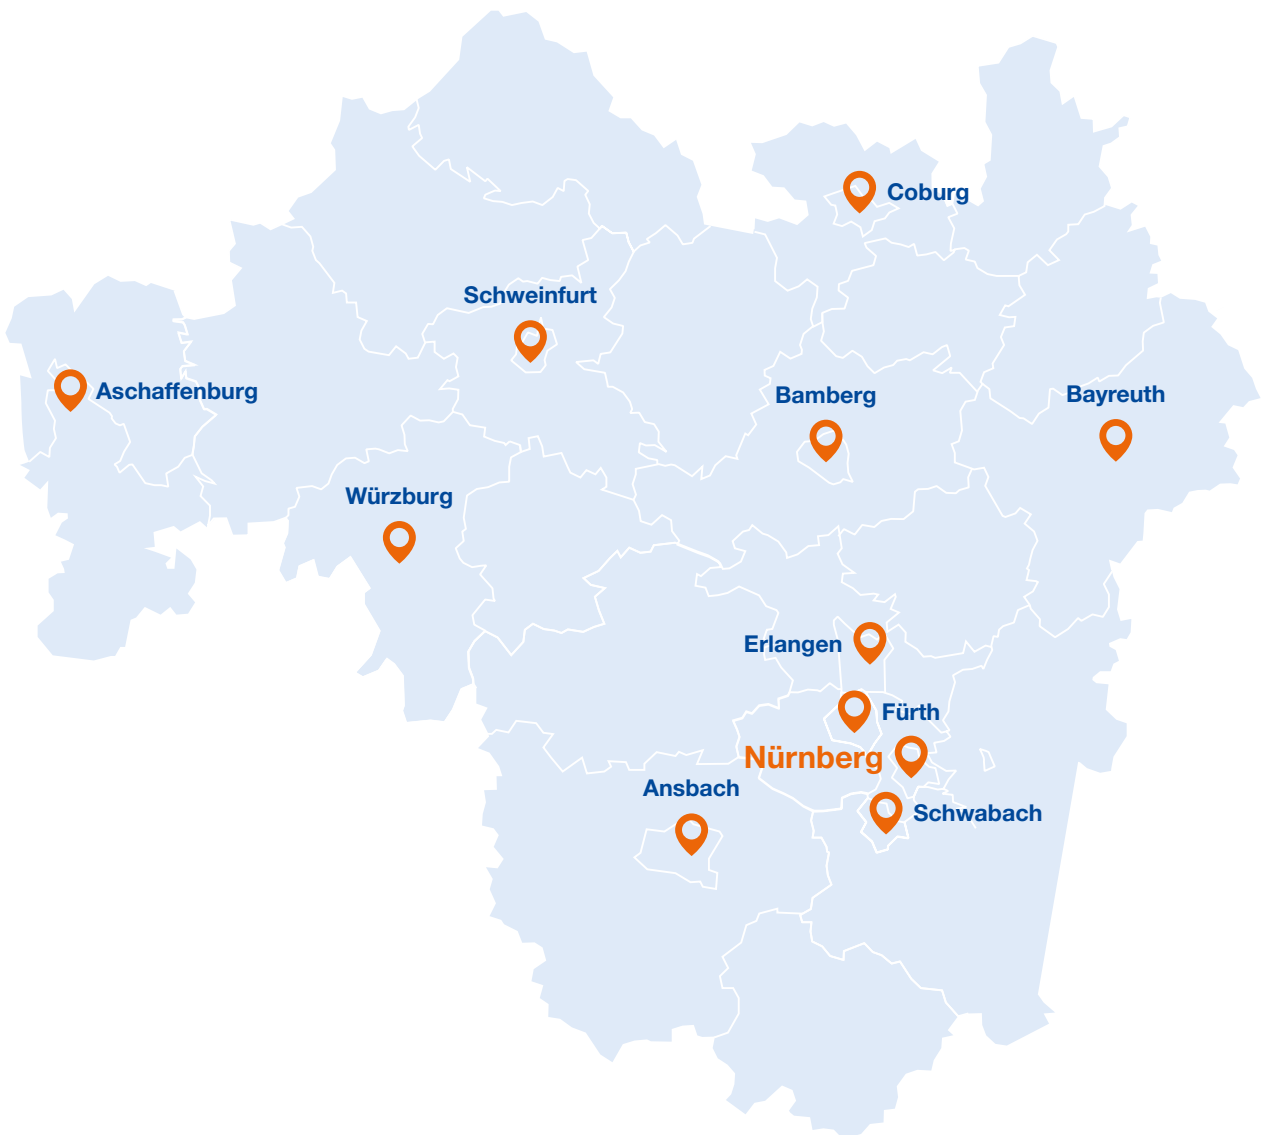 Coburg
Schweinfurt
Aschaffenburg
Bamberg
Bayreuth
Würzburg
Erlangen
Fürth
Nürnberg
Ansbach
Schwabach